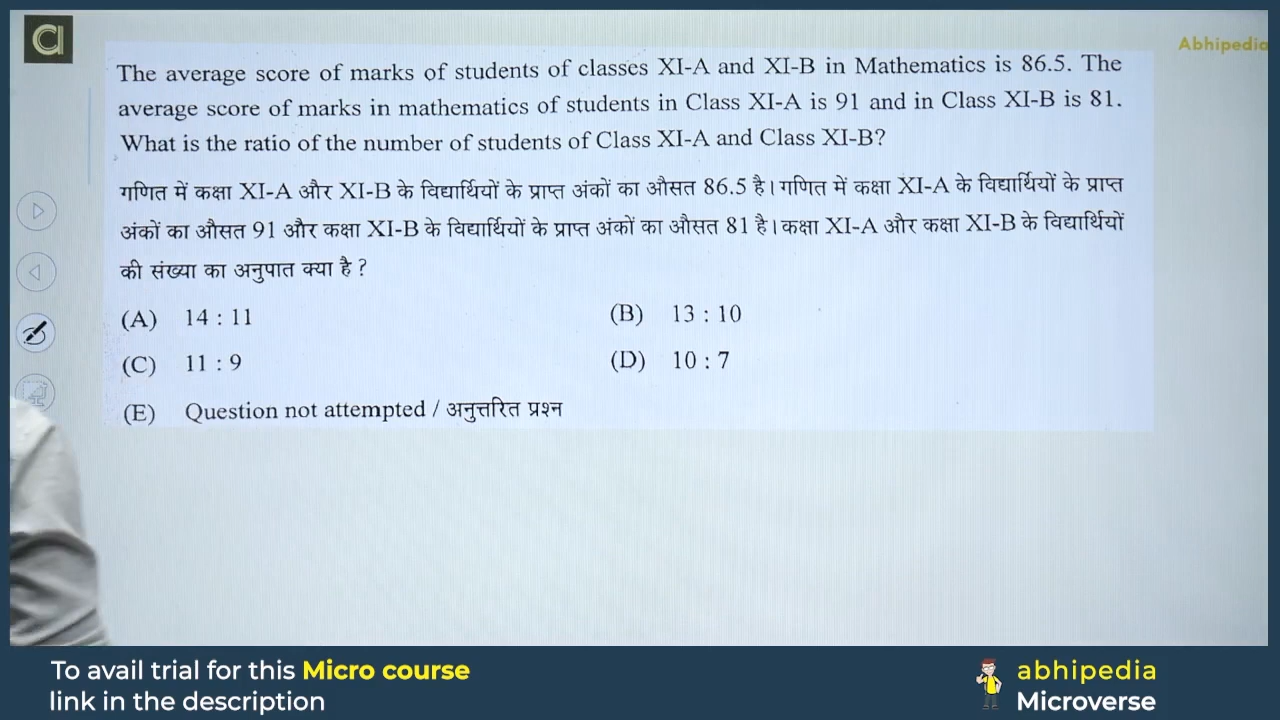 a
Abhipedia
The average score of marks of students of classes XI-A and XI-B in Mathematics is 86.5. The
average score of marks in mathematics of students in Class XI-A is 91 and in Class XI-B is 81.
What is the ratio of the number of students of Class XI-A and Class XI-B?
गणित में कक्षा XI-A और XI-B के विद्यार्थियों के प्राप्त अंकों का औसत 86.5 है। गणित में कक्षा XI-A के विद्यार्थियों के प्राप्त
अंकों का औसत 91 और कक्षा XI-B के विद्यार्थियों के प्राप्त अंकों का औसत 81 है। कक्षा XI-A और कक्षा XI-B के विद्यार्थियों
की संख्या का अनुपात क्या है ?
(A) 14 : 11
(B) 13 : 10
(C) 11 : 9
(D) 10 : 7
(E) Question not attempted / अनुत्तरित प्रश्न
To avail trial for this Micro course
link in the description
abhipedia
Microverse